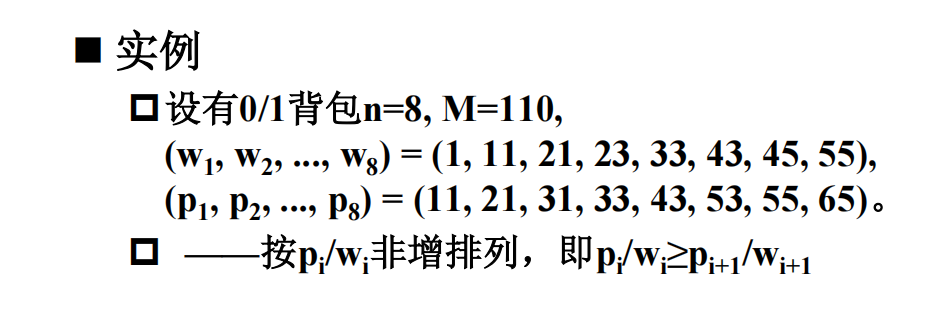 ■ 实例
设有0/1背包n=8, M=110,
(w1, w2, ..., w8) = (1, 11, 21, 23, 33, 43, 45, 55),
(p1, p2, ..., p8) = (11, 21, 31, 33, 43, 53, 55, 65)。
——按pi/wi非增排列，即pi/wi≥pi+1/wi+1